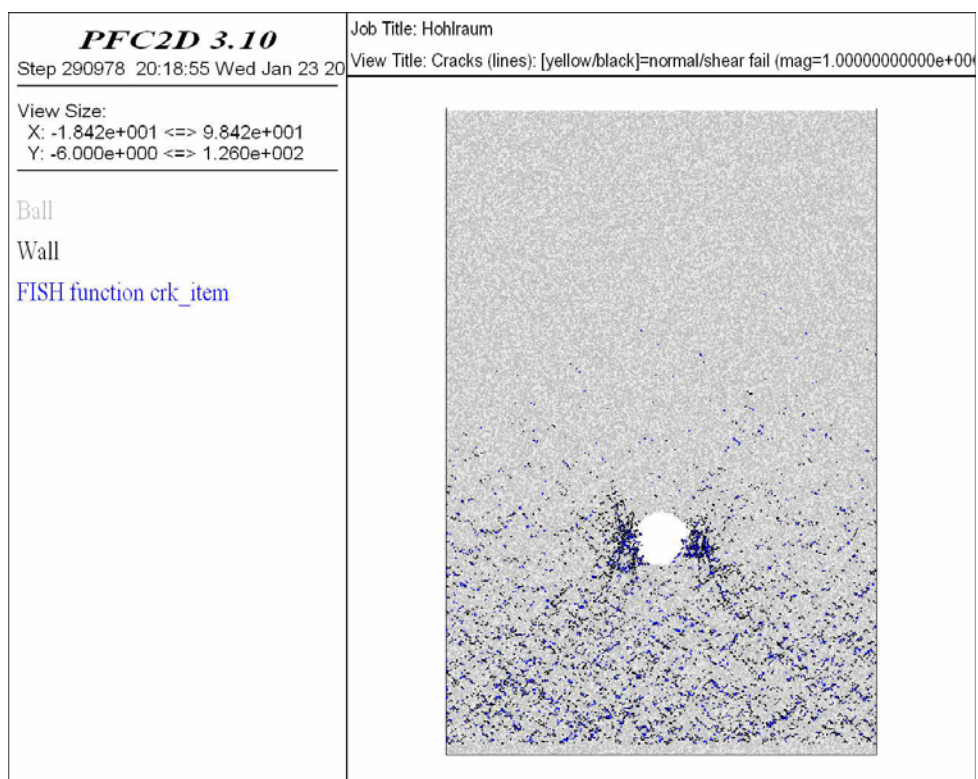 PFC2D 3.10
Step 290978 20:18:55 Wed Jan 23 20
View Size:
X: -1.842e+001 <=> 9.842e+001
Y: -6.000e+000 <=> 1.260e+002
Ball
Wall
FISH function crk_item
Job Title: Hohlraum
View Title: Cracks (lines): [yellow/black]=normal/shear fail (mag=1.00000000000e+00